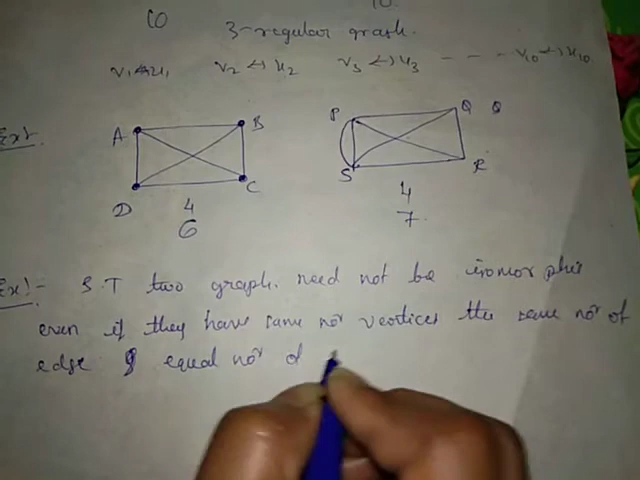 10
10.
3-regular graph.
v1 ↔ u1 v2 ↔ u2 v3 ↔ u3 - - - - v10 ↔ u10
Ex:-
A B P Q Q
D C S R
4 4
6 7
Ex:- S.T two graph need not be isomorphic
even if they have same no's vertices the same no's of
edge & equal no's of